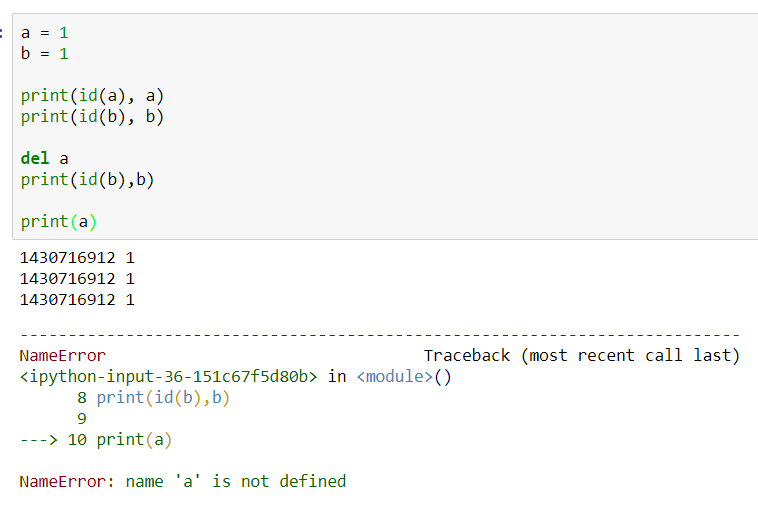 a = 1
b = 1
print(id(a), a)
print(id(b), b)
del a
print(id(b),b)
print(a)
1430716912 1
1430716912 1
1430716912 1
---------------------------------------------------------------------------
NameError                                 Traceback (most recent call last)
<ipython-input-36-151c67f5d80b> in <module>()
      8 print(id(b),b)
      9
---> 10 print(a)
NameError: name 'a' is not defined